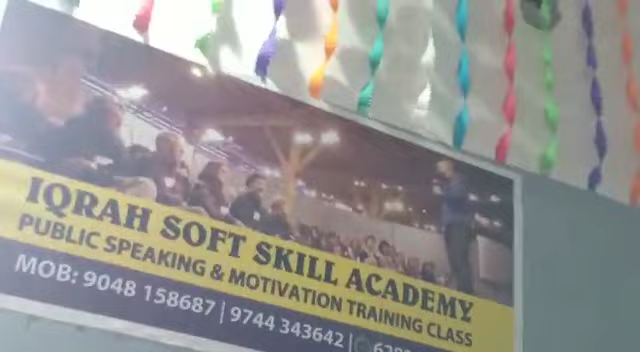 IQRAH SOFT SKILL ACADEMY
PUBLIC SPEAKING & MOTIVATION TRAINING CLASS
MOB: 9048 158687 | 9744 343642 |